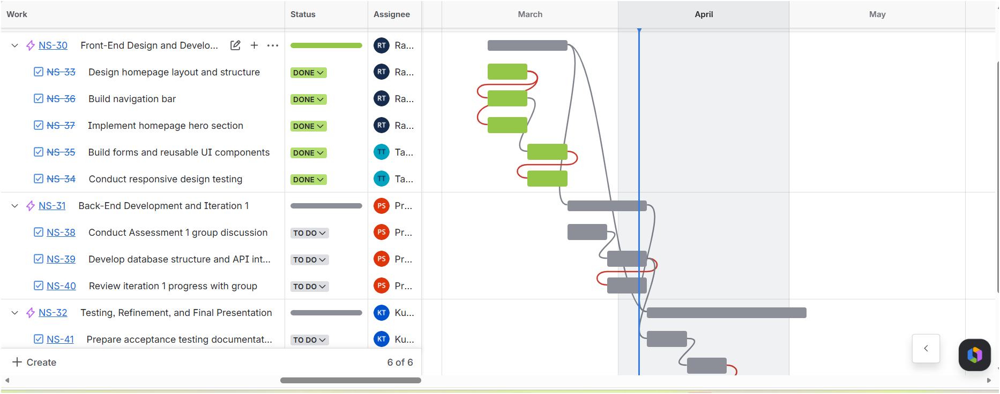 Work Status Assignee March April May
NS-30 Front-End Design and Develo... RT Ra...
NS-33 Design homepage layout and structure DONE RT Ra...
NS-36 Build navigation bar DONE RT Ra...
NS-37 Implement homepage hero section DONE RT Ra...
NS-35 Build forms and reusable UI components DONE TT Ta...
NS-34 Conduct responsive design testing DONE TT Ta...
NS-31 Back-End Development and Iteration 1 PS Pr...
NS-38 Conduct Assessment 1 group discussion TO DO PS Pr...
NS-39 Develop database structure and API int... TO DO PS Pr...
NS-40 Review iteration 1 progress with group TO DO PS Pr...
NS-32 Testing, Refinement, and Final Presentation KT Ku...
NS-41 Prepare acceptance testing documentat... TO DO KT Ku...
+ Create 6 of 6